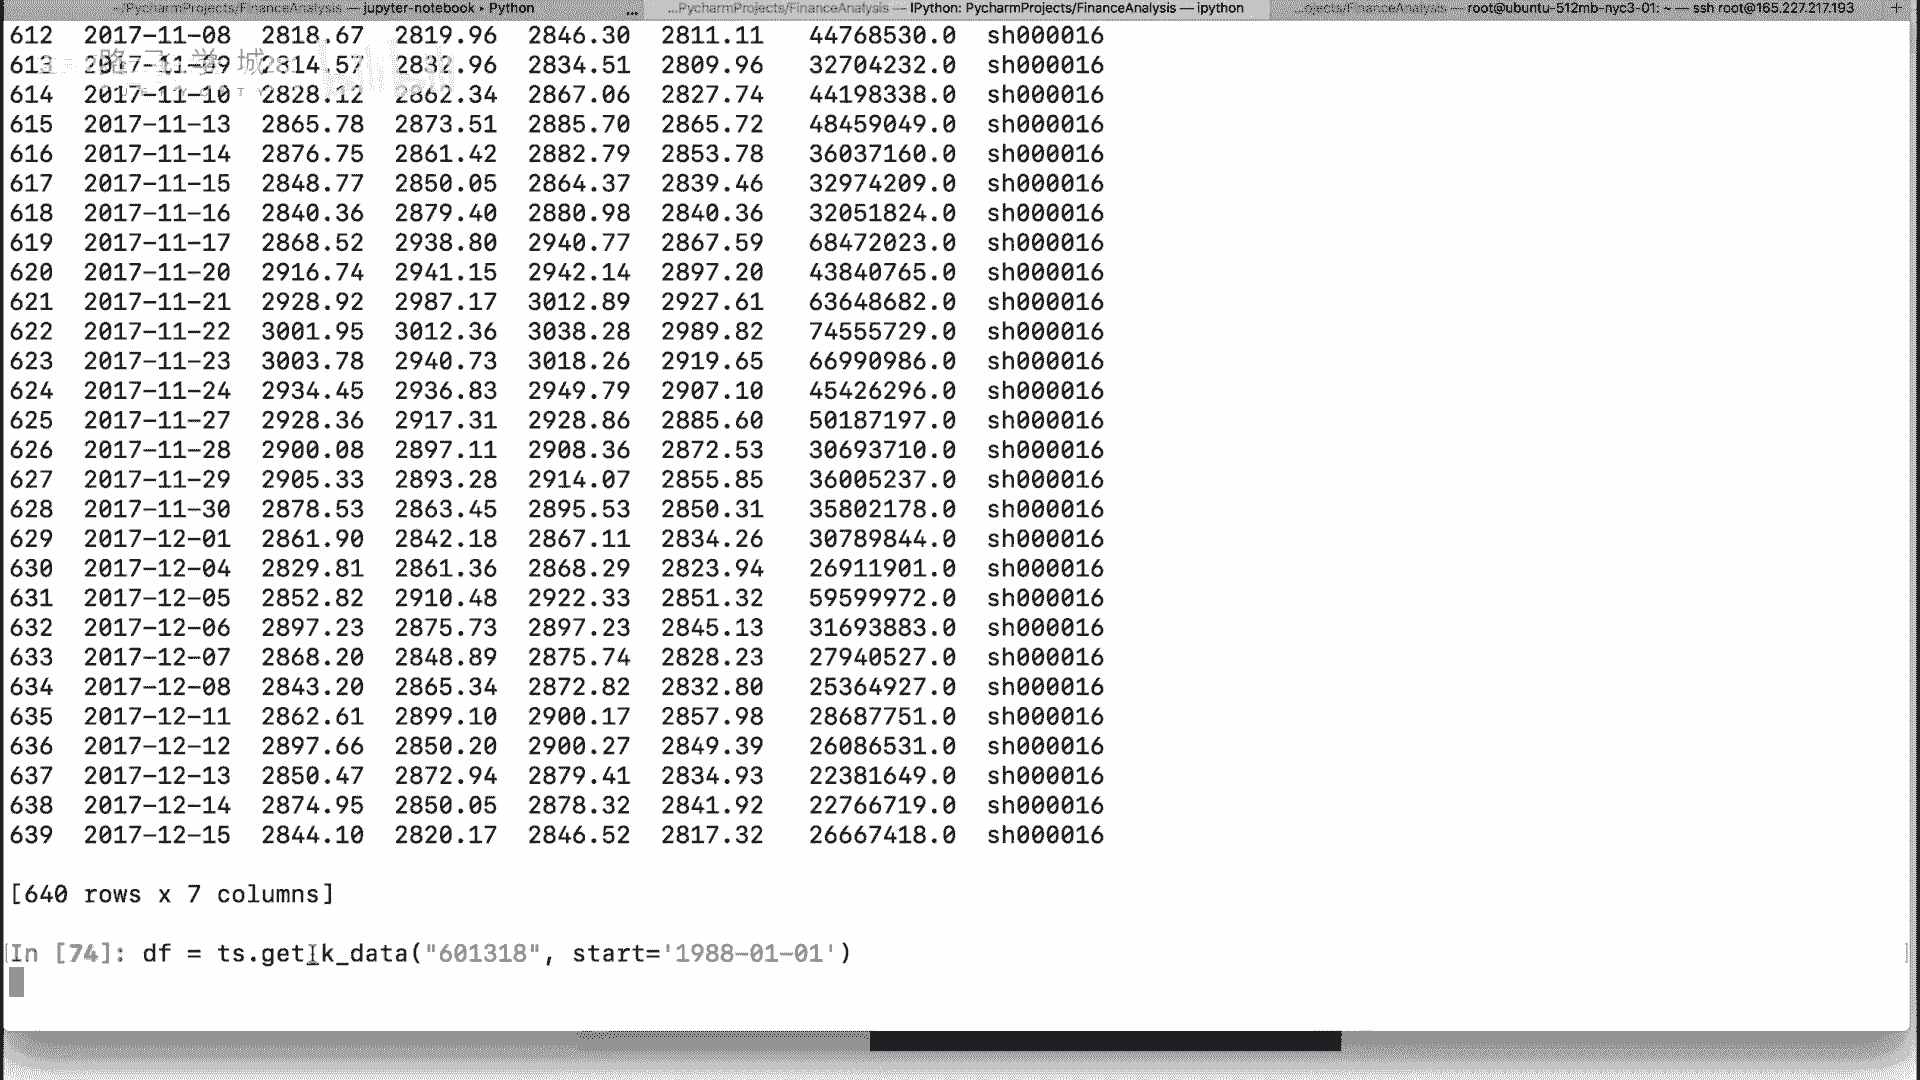 ~/PycharmProjects/FinanceAnalysis — jupyter-notebook ▸ Python ... ...PycharmProjects/FinanceAnalysis — IPython: PycharmProjects/FinanceAnalysis — ipython ...ojects/FinanceAnalysis — root@ubuntu-512mb-nyc3-01: ~ — ssh root@165.227.217.193 +
612 2017-11-08 2818.67 2819.96 2846.30 2811.11 44768530.0 sh000016
路飞学城
613 2017-11-09 2814.57 2832.96 2834.51 2809.96 32704232.0 sh000016
614 2017-11-10 2828.12 2862.34 2867.06 2827.74 44198338.0 sh000016
615 2017-11-13 2865.78 2873.51 2885.70 2865.72 48459049.0 sh000016
616 2017-11-14 2876.75 2861.42 2882.79 2853.78 36037160.0 sh000016
617 2017-11-15 2848.77 2850.05 2864.37 2839.46 32974209.0 sh000016
618 2017-11-16 2840.36 2879.40 2880.98 2840.36 32051824.0 sh000016
619 2017-11-17 2868.52 2938.80 2940.77 2867.59 68472023.0 sh000016
620 2017-11-20 2916.74 2941.15 2942.14 2897.20 43840765.0 sh000016
621 2017-11-21 2928.92 2987.17 3012.89 2927.61 63648682.0 sh000016
622 2017-11-22 3001.95 3012.36 3038.28 2989.82 74555729.0 sh000016
623 2017-11-23 3003.78 2940.73 3018.26 2919.65 66990986.0 sh000016
624 2017-11-24 2934.45 2936.83 2949.79 2907.10 45426296.0 sh000016
625 2017-11-27 2928.36 2917.31 2928.86 2885.60 50187197.0 sh000016
626 2017-11-28 2900.08 2897.11 2908.36 2872.53 30693710.0 sh000016
627 2017-11-29 2905.33 2893.28 2914.07 2855.85 36005237.0 sh000016
628 2017-11-30 2878.53 2863.45 2895.53 2850.31 35802178.0 sh000016
629 2017-12-01 2861.90 2842.18 2867.11 2834.26 30789844.0 sh000016
630 2017-12-04 2829.81 2861.36 2868.29 2823.94 26911901.0 sh000016
631 2017-12-05 2852.82 2910.48 2922.33 2851.32 59599972.0 sh000016
632 2017-12-06 2897.23 2875.73 2897.23 2845.13 31693883.0 sh000016
633 2017-12-07 2868.20 2848.89 2875.74 2828.23 27940527.0 sh000016
634 2017-12-08 2843.20 2865.34 2872.82 2832.80 25364927.0 sh000016
635 2017-12-11 2862.61 2899.10 2900.17 2857.98 28687751.0 sh000016
636 2017-12-12 2897.66 2850.20 2900.27 2849.39 26086531.0 sh000016
637 2017-12-13 2850.47 2872.94 2879.41 2834.93 22381649.0 sh000016
638 2017-12-14 2874.95 2850.05 2878.32 2841.92 22766719.0 sh000016
639 2017-12-15 2844.10 2820.17 2846.52 2817.32 26667418.0 sh000016
[640 rows x 7 columns]
In [74]: df = ts.get_k_data("601318", start='1988-01-01')